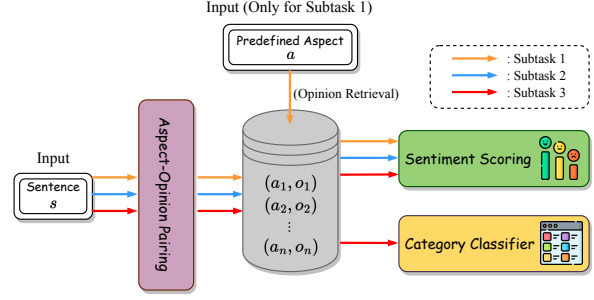 Input (Only for Subtask 1)
Predefined Aspect
a
: Subtask 1
: Subtask 2
: Subtask 3
(Opinion Retrieval)
Input
Sentence
s
Aspect-Opinion Pairing
(a₁, o₁)
(a₂, o₂)
⋮
(aₙ, oₙ)
Sentiment Scoring
Category Classifier